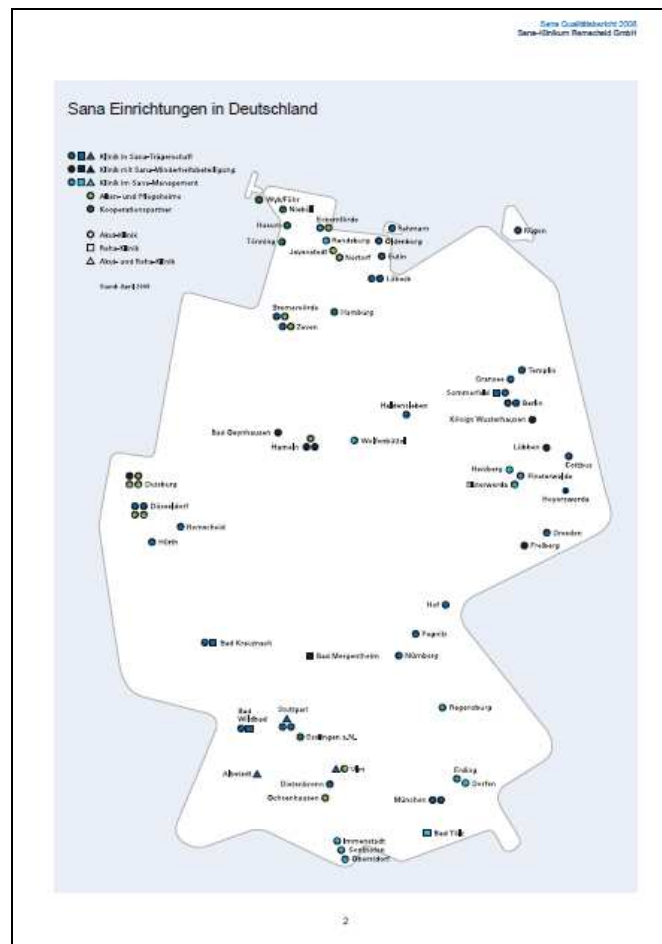 Sana Qualitätsbericht 2008
Sana-Klinikum Remscheid GmbH
Sana Einrichtungen in Deutschland
Klinik in Sana-Trägerschaft
Klinik mit Sana-Minderheitsbeteiligung
Klinik im Sana-Management
Alten- und Pflegeheime
Kooperationspartner
Akut-Klinik
Reha-Klinik
Akut- und Reha-Klinik
Wyk/Föhr
Niebüll
Husum
Eckernförde
Bahrnam
Rügen
Tönning
Rendsburg
Oldenburg
Jevenstedt
Nortorf
Eutin
Lübeck
Bremervörde
Hamburg
Zeven
Templin
Gransee
Sommerfeld
Haldensleben
Berlin
Königs Wusterhausen
Bad Oeynhausen
Hameln
Wolfenbüttel
Lübben
Cottbus
Herzberg
Finsterwalde
Duisburg
Elsterwerda
Hoyerswerda
Düsseldorf
Remscheid
Dresden
Hürth
Freiberg
Hof
Pegnitz
Bad Kreuznach
Bad Mergentheim
Nürnberg
Regensburg
Bad
Wildbad
Stuttgart
Esslingen a.N.
Albstadt
Ulm
Erding
Dorfen
Dietenbronn
Ochsenhausen
München
Bad Tölz
Immenstadt
Sonthofen
Oberstdorf
2